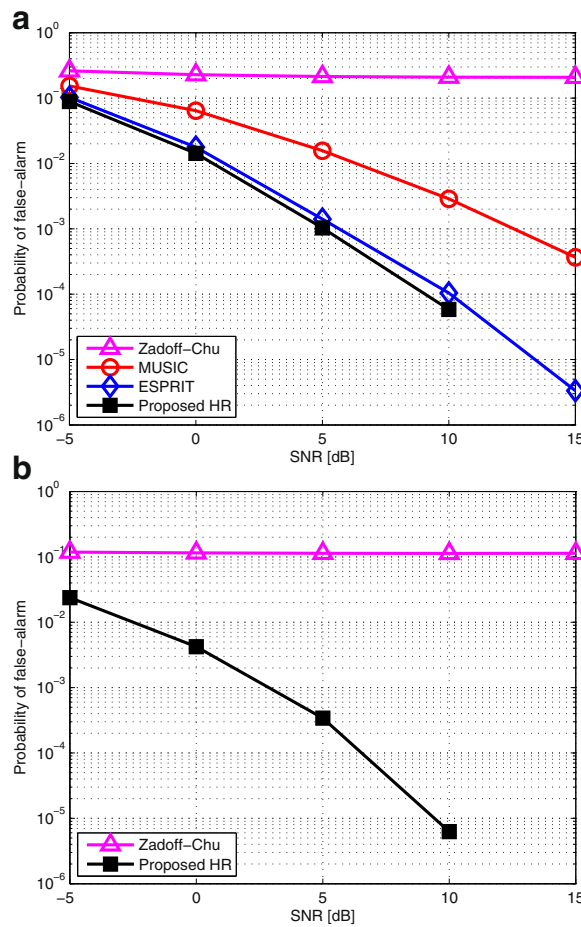 a
10^0
10^-1
10^-2
10^-3
10^-4
10^-5
10^-6
Probability of false-alarm
Zadoff-Chu
MUSIC
ESPRIT
Proposed HR
-5 0 5 10 15
SNR [dB]
b
10^0
10^-1
10^-2
10^-3
10^-4
10^-5
10^-6
Probability of false-alarm
Zadoff-Chu
Proposed HR
-5 0 5 10 15
SNR [dB]